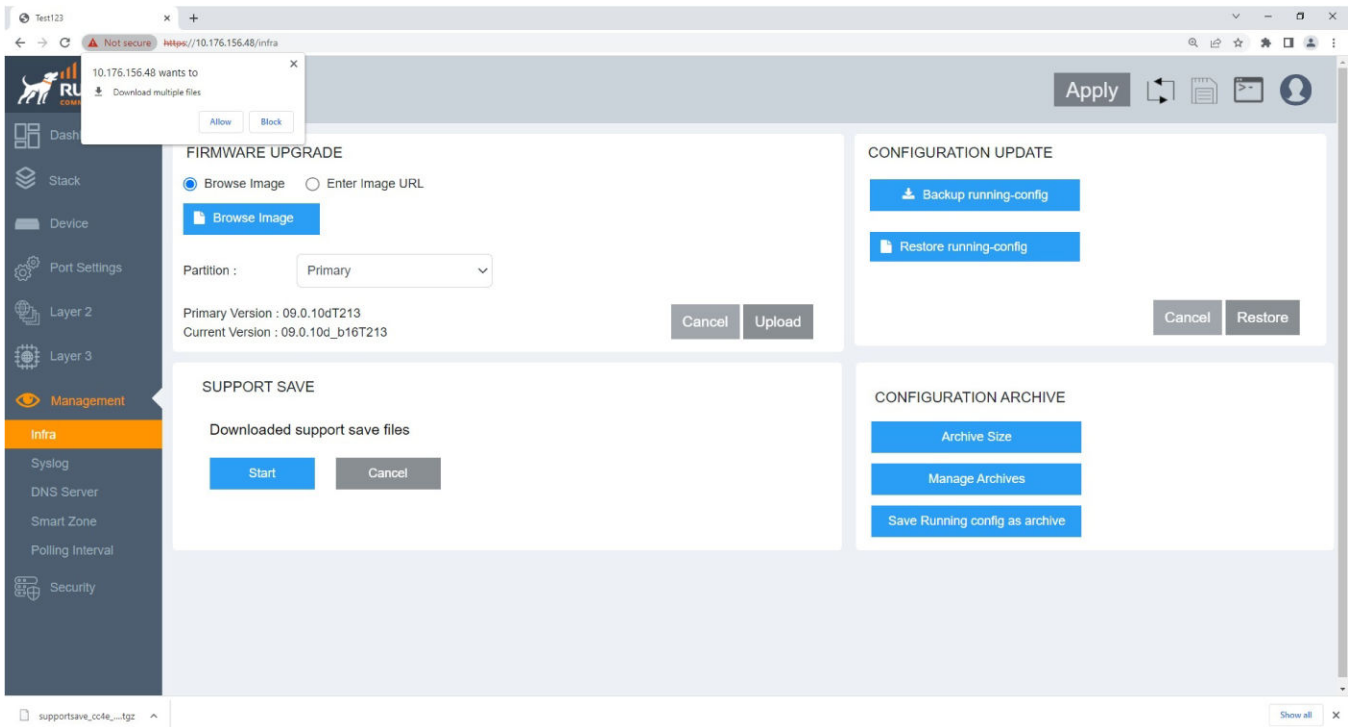 Test123
Not secure https://10.176.156.48/infra
10.176.156.48 wants to
Download multiple files
Allow Block
RU
COM
Apply
Dash
Stack
Device
Port Settings
Layer 2
Layer 3
Management
Infra
Syslog
DNS Server
Smart Zone
Polling Interval
Security
FIRMWARE UPGRADE
Browse Image Enter Image URL
Browse Image
Partition : Primary
Primary Version : 09.0.10dT213
Current Version : 09.0.10d_b16T213
Cancel Upload
CONFIGURATION UPDATE
Backup running-config
Restore running-config
Cancel Restore
SUPPORT SAVE
Downloaded support save files
Start Cancel
CONFIGURATION ARCHIVE
Archive Size
Manage Archives
Save Running config as archive
supportsave_cc4e_....tgz
Show all